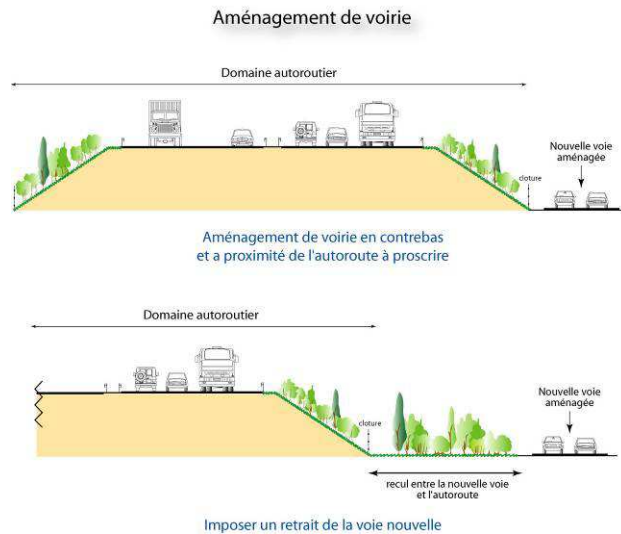 Aménagement de voirie
Domaine autoroutier
Nouvelle voie
aménagée
cloture
Aménagement de voirie en contrebas
et a proximité de l'autoroute à proscrire
Domaine autoroutier
Nouvelle voie
aménagée
cloture
recul entre la nouvelle voie
et l'autoroute
Imposer un retrait de la voie nouvelle